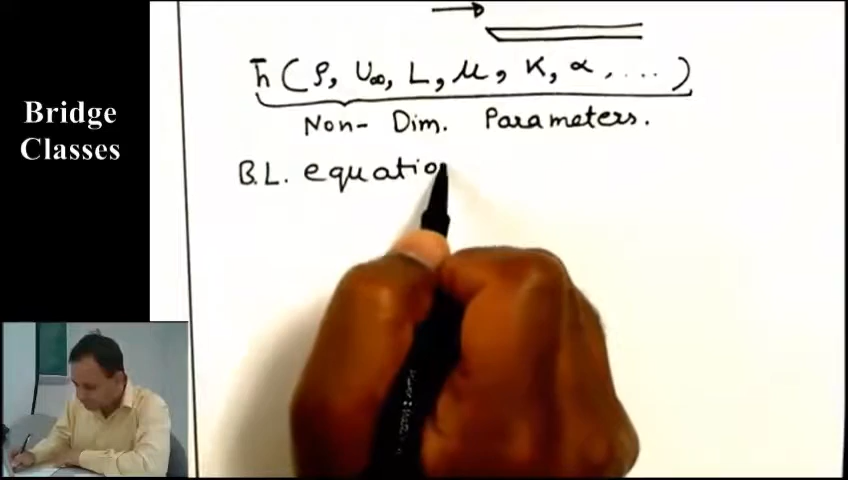 Bridge
Classes
h̄ (ρ, U∞, L, μ, K, α, ... )
Non- Dim. Parameters.
B.L. equatio